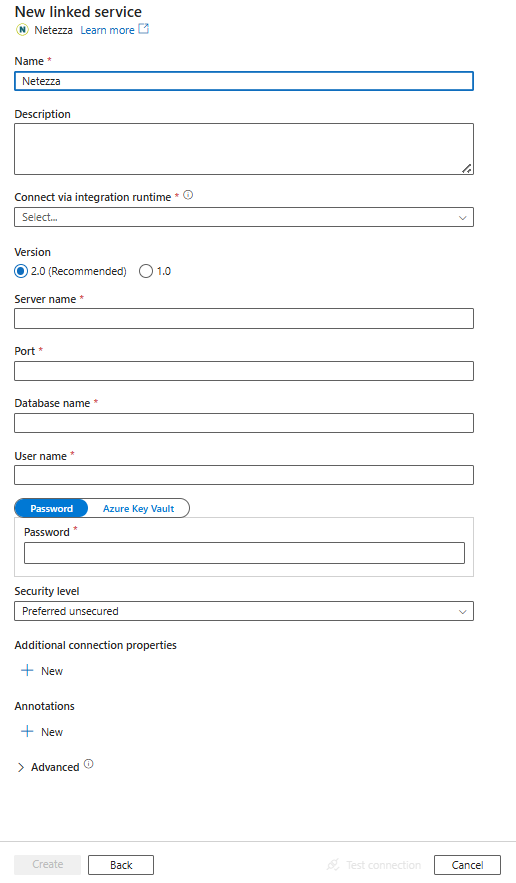 New linked service
N Netezza Learn more
Name *
Netezza
Description
Connect via integration runtime *
Select...
Version
2.0 (Recommended) 1.0
Server name *
Port *
Database name *
User name *
Password Azure Key Vault
Password *
Security level
Preferred unsecured
Additional connection properties
New
Annotations
New
Advanced
Create Back Test connection Cancel